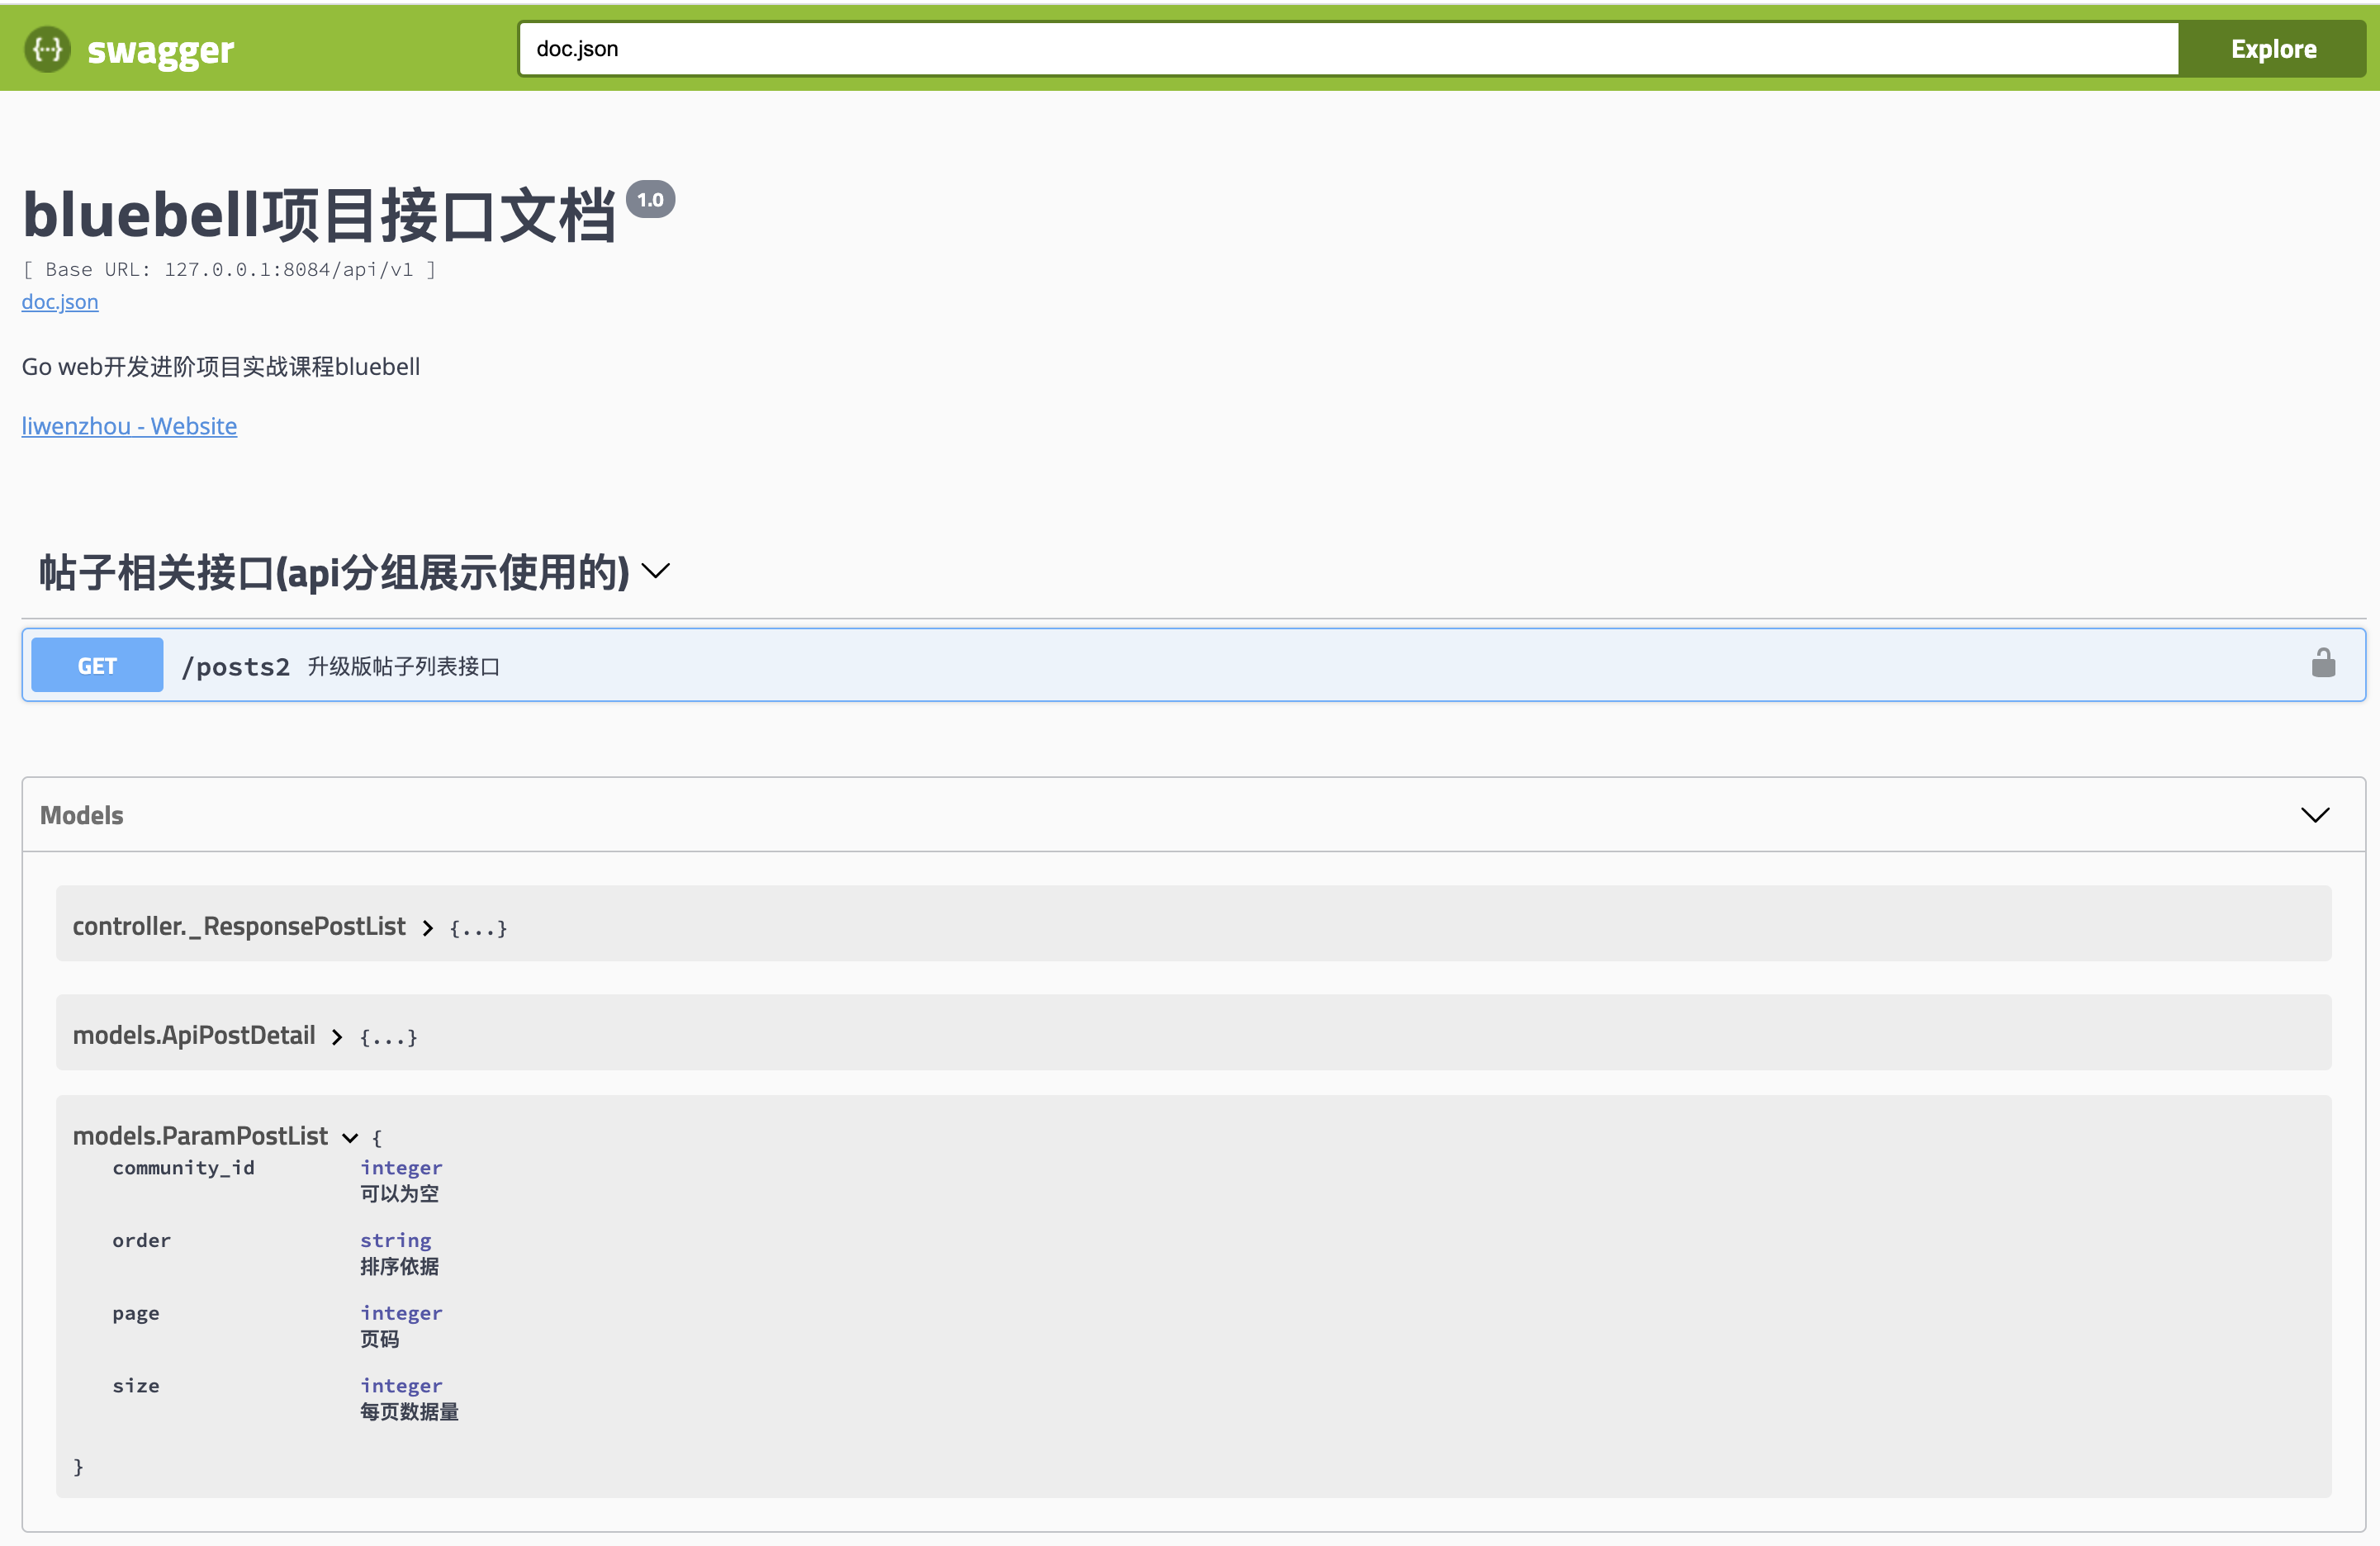 {···} swagger
doc.json
Explore
bluebell项目接口文档 1.0
[ Base URL: 127.0.0.1:8084/api/v1 ]
doc.json
Go web开发进阶项目实战课程bluebell
liwenzhou - Website
帖子相关接口(api分组展示使用的)
GET /posts2 升级版帖子列表接口
Models
controller._ResponsePostList {...}
models.ApiPostDetail {...}
models.ParamPostList {
community_id integer
可以为空
order string
排序依据
page integer
页码
size integer
每页数据量
}